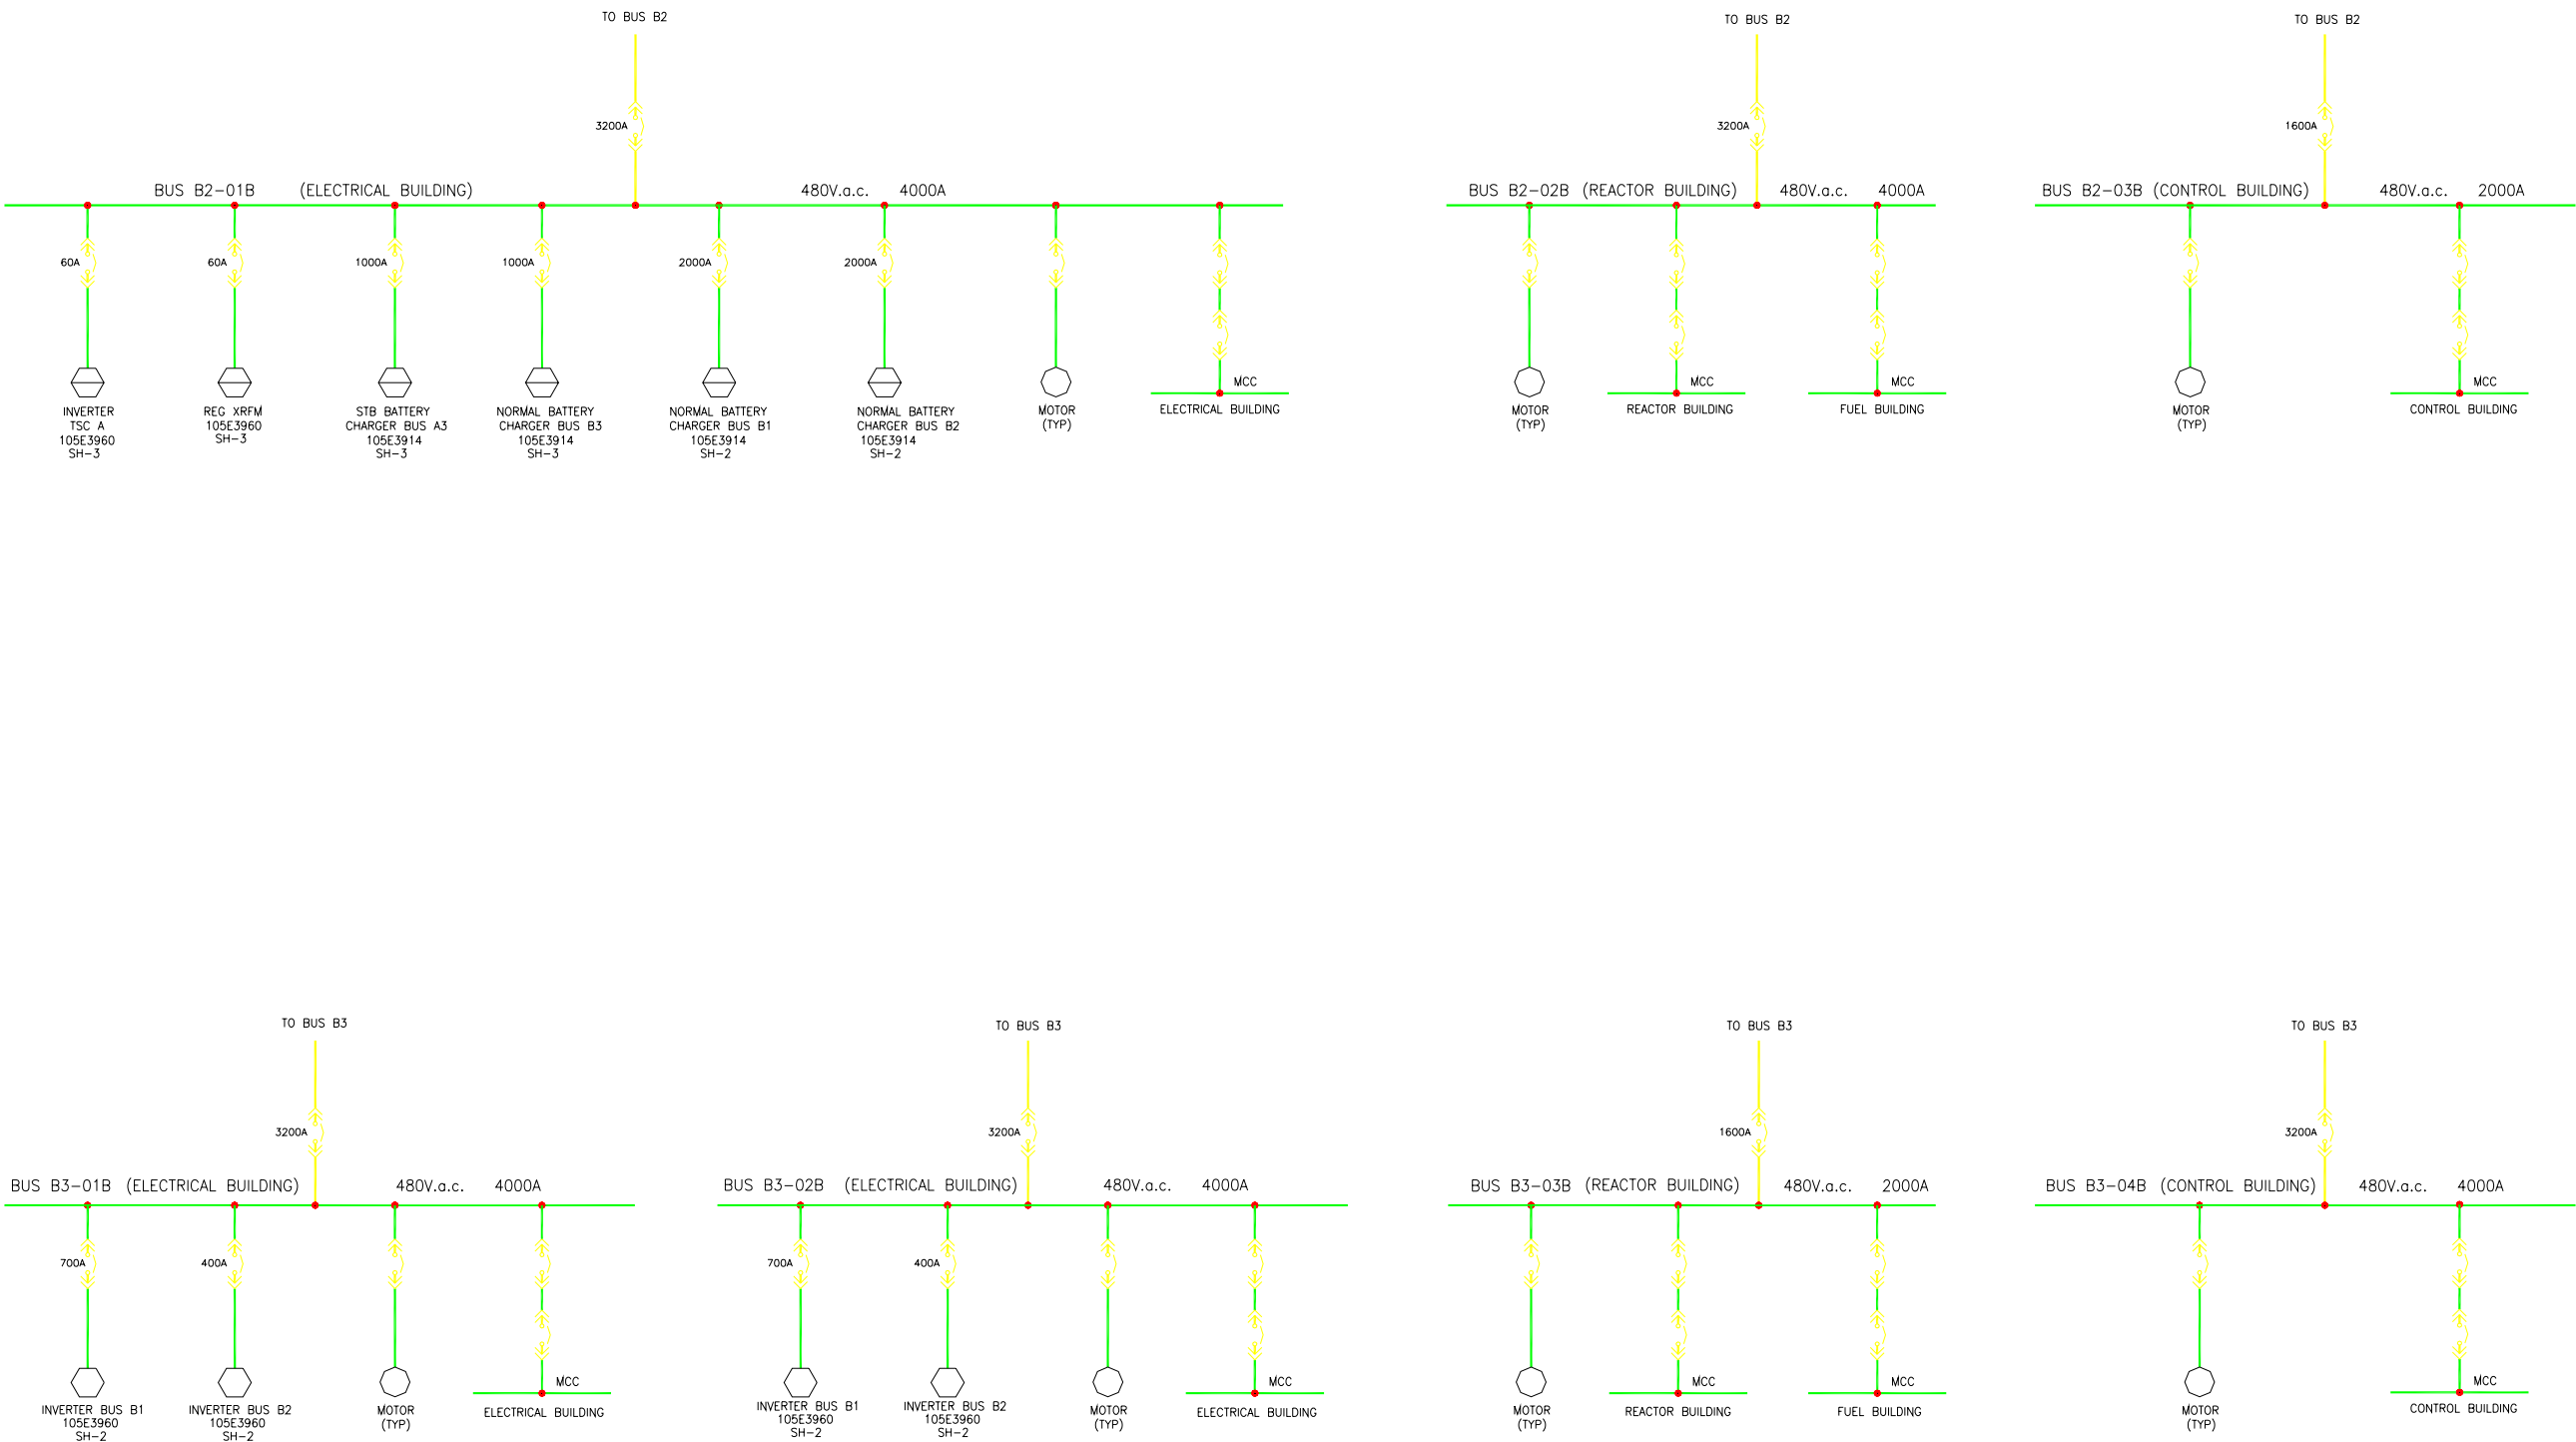 TO BUS B2
3200A
BUS B2-01B (ELECTRICAL BUILDING) 480V.a.c. 4000A
60A
60A
1000A
1000A
2000A
2000A
INVERTER
TSC A
105E3960
SH-3
REG XRFM
105E3960
SH-3
STB BATTERY
CHARGER BUS A3
105E3914
SH-3
NORMAL BATTERY
CHARGER BUS B3
105E3914
SH-3
NORMAL BATTERY
CHARGER BUS B1
105E3914
SH-2
NORMAL BATTERY
CHARGER BUS B2
105E3914
SH-2
MOTOR
(TYP)
MCC
ELECTRICAL BUILDING
TO BUS B2
3200A
BUS B2-02B (REACTOR BUILDING) 480V.a.c. 4000A
MOTOR
(TYP)
MCC
REACTOR BUILDING
MCC
FUEL BUILDING
TO BUS B2
1600A
BUS B2-03B (CONTROL BUILDING) 480V.a.c. 2000A
MOTOR
(TYP)
MCC
CONTROL BUILDING
TO BUS B3
3200A
BUS B3-01B (ELECTRICAL BUILDING) 480V.a.c. 4000A
700A
400A
INVERTER BUS B1
105E3960
SH-2
INVERTER BUS B2
105E3960
SH-2
MOTOR
(TYP)
MCC
ELECTRICAL BUILDING
TO BUS B3
3200A
BUS B3-02B (ELECTRICAL BUILDING) 480V.a.c. 4000A
700A
400A
INVERTER BUS B1
105E3960
SH-2
INVERTER BUS B2
105E3960
SH-2
MOTOR
(TYP)
MCC
ELECTRICAL BUILDING
TO BUS B3
1600A
BUS B3-03B (REACTOR BUILDING) 480V.a.c. 2000A
MOTOR
(TYP)
MCC
REACTOR BUILDING
MCC
FUEL BUILDING
TO BUS B3
3200A
BUS B3-04B (CONTROL BUILDING) 480V.a.c. 4000A
MOTOR
(TYP)
MCC
CONTROL BUILDING